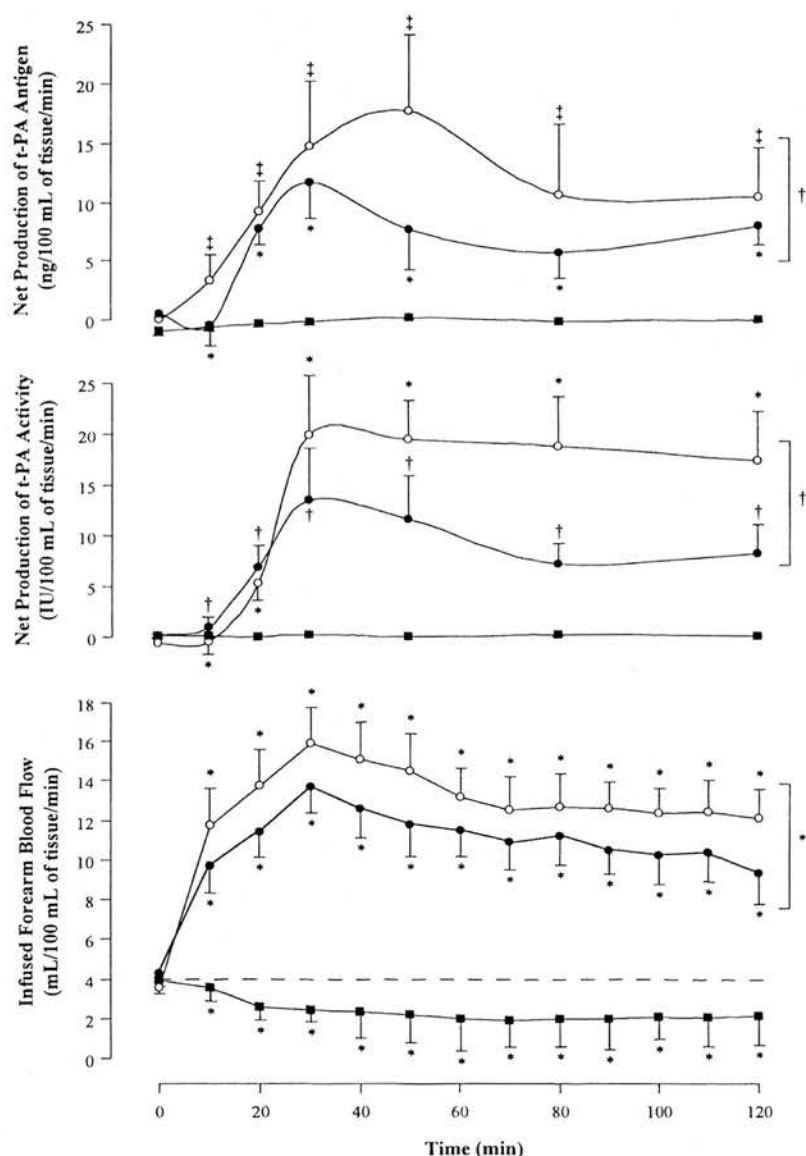 Net Production of t-PA Antigen
(ng/100 mL of tissue/min)
25
20
15
10
5
0
‡ ‡ ‡ ‡ ‡ ‡
* * * * * *
†
Net Production of t-PA Activity
(IU/100 mL of tissue/min)
25
20
15
10
5
0
* * * * * *
† † † † † †
†
Infused Forearm Blood Flow
(mL/100 mL of tissue/min)
18
16
14
12
10
8
6
4
2
0
* * * * * * * * * * * *
* * * * * * * * * * * *
* * * * * * * * * * * *
*
0 20 40 60 80 100 120
Time (min)